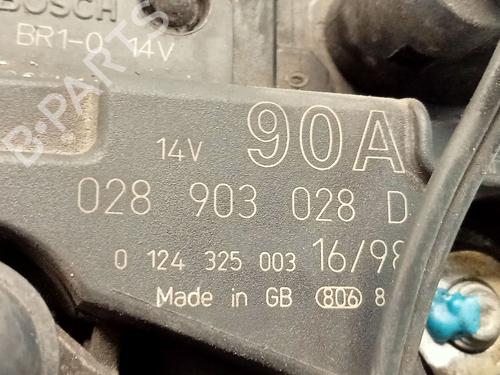 BOSCH
BR1-0 14V
B-PARTS
14V 90A
028 903 028 D
0 124 325 003 16/98
Made in GB 806 8